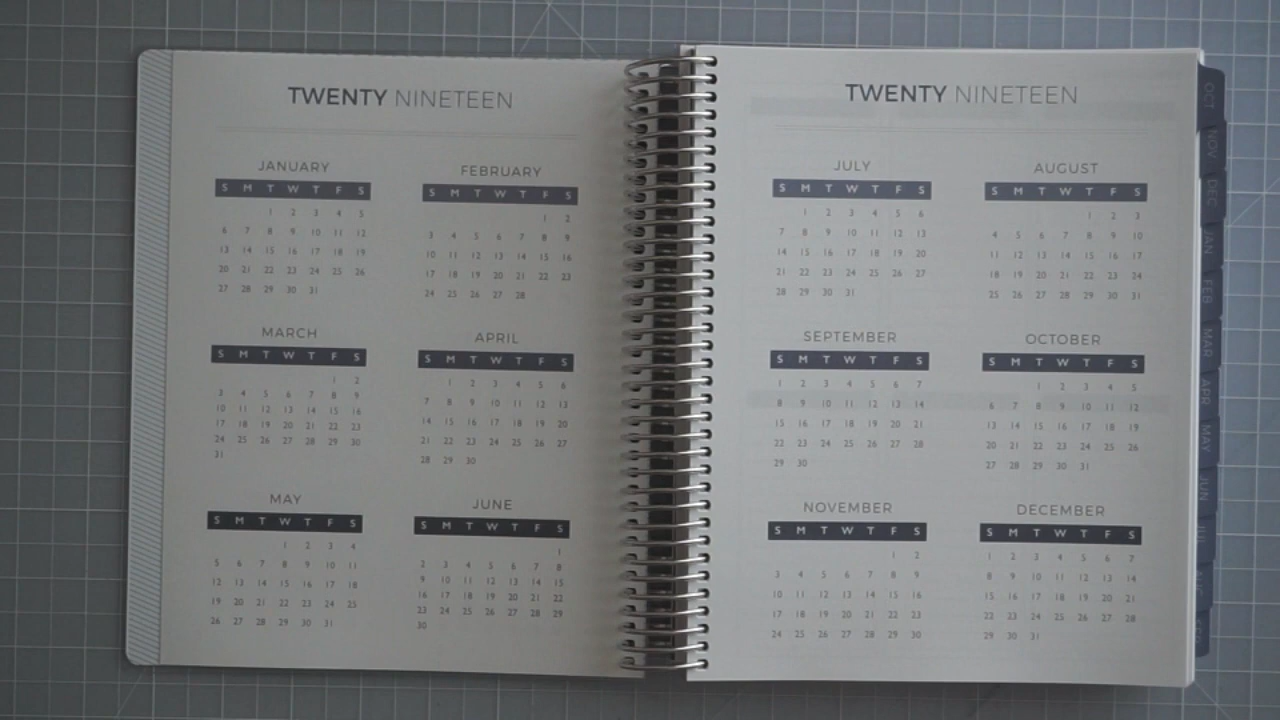 TWENTY NINETEEN
JANUARY
S M T W T F S
1 2 3 4 5
6 7 8 9 10 11 12
13 14 15 16 17 18 19
20 21 22 23 24 25 26
27 28 29 30 31
FEBRUARY
S M T W T F S
1 2
3 4 5 6 7 8 9
10 11 12 13 14 15 16
17 18 19 20 21 22 23
24 25 26 27 28
MARCH
S M T W T F S
1 2
3 4 5 6 7 8 9
10 11 12 13 14 15 16
17 18 19 20 21 22 23
24 25 26 27 28 29 30
31
APRIL
S M T W T F S
1 2 3 4 5 6
7 8 9 10 11 12 13
14 15 16 17 18 19 20
21 22 23 24 25 26 27
28 29 30
MAY
S M T W T F S
1 2 3 4
5 6 7 8 9 10 11
12 13 14 15 16 17 18
19 20 21 22 23 24 25
26 27 28 29 30 31
JUNE
S M T W T F S
1
2 3 4 5 6 7 8
9 10 11 12 13 14 15
16 17 18 19 20 21 22
23 24 25 26 27 28 29
30
TWENTY NINETEEN
JULY
S M T W T F S
1 2 3 4 5 6
7 8 9 10 11 12 13
14 15 16 17 18 19 20
21 22 23 24 25 26 27
28 29 30 31
AUGUST
S M T W T F S
1 2 3
4 5 6 7 8 9 10
11 12 13 14 15 16 17
18 19 20 21 22 23 24
25 26 27 28 29 30 31
SEPTEMBER
S M T W T F S
1 2 3 4 5 6 7
8 9 10 11 12 13 14
15 16 17 18 19 20 21
22 23 24 25 26 27 28
29 30
OCTOBER
S M T W T F S
1 2 3 4 5
6 7 8 9 10 11 12
13 14 15 16 17 18 19
20 21 22 23 24 25 26
27 28 29 30 31
NOVEMBER
S M T W T F S
1 2
3 4 5 6 7 8 9
10 11 12 13 14 15 16
17 18 19 20 21 22 23
24 25 26 27 28 29 30
DECEMBER
S M T W T F S
1 2 3 4 5 6 7
8 9 10 11 12 13 14
15 16 17 18 19 20 21
22 23 24 25 26 27 28
29 30 31
OCT
NOV
DEC
JAN
FEB
MAR
APR
MAY
JUN
JUL